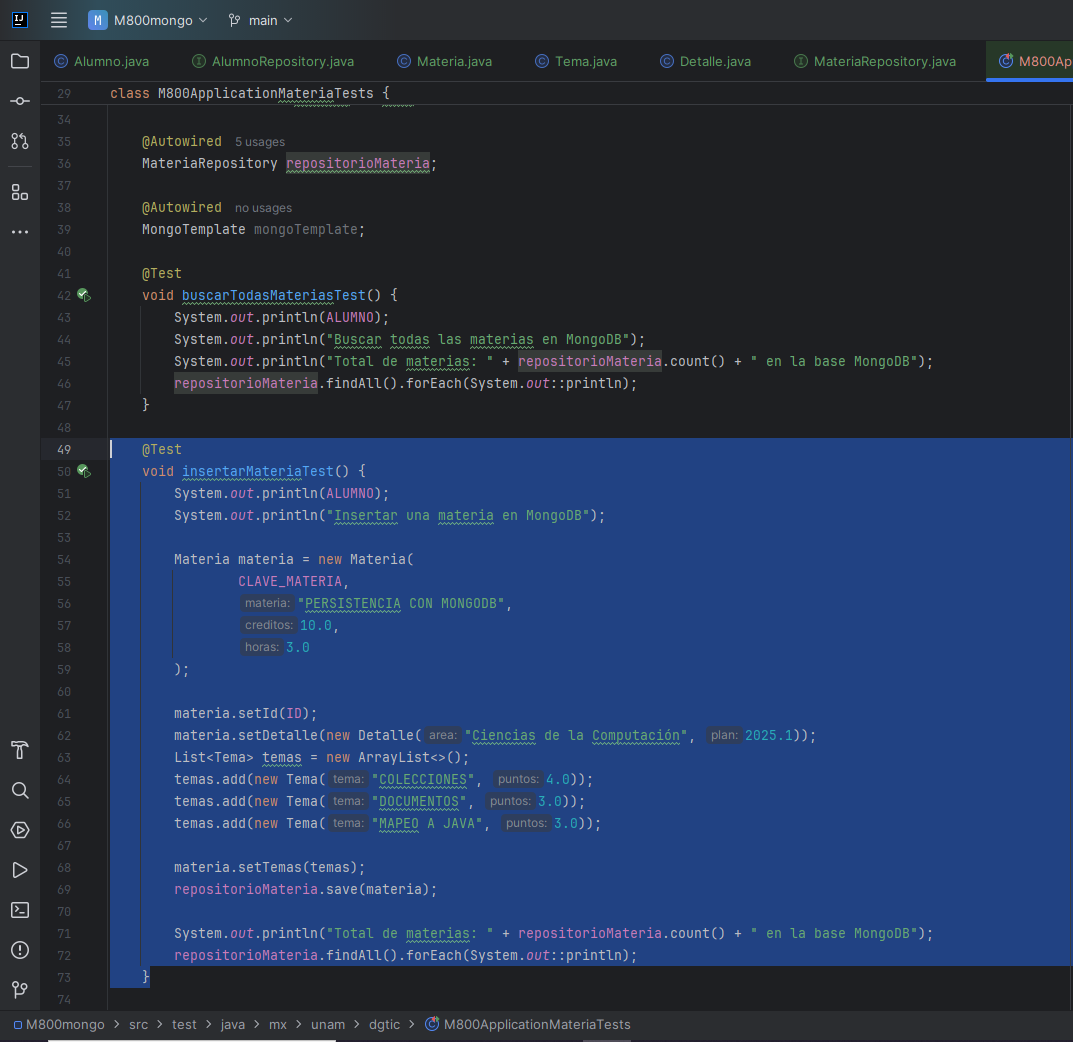 M M800mongo main
Alumno.java AlumnoRepository.java Materia.java Tema.java Detalle.java MateriaRepository.java M800Ap
29 class M800ApplicationMateriaTests {
34
35 @Autowired 5 usages
36 MateriaRepository repositorioMateria;
37
38 @Autowired no usages
39 MongoTemplate mongoTemplate;
40
41 @Test
42 void buscarTodasMateriasTest() {
43 System.out.println(ALUMNO);
44 System.out.println("Buscar todas las materias en MongoDB");
45 System.out.println("Total de materias: " + repositorioMateria.count() + " en la base MongoDB");
46 repositorioMateria.findAll().forEach(System.out::println);
47 }
48
49 @Test
50 void insertarMateriaTest() {
51 System.out.println(ALUMNO);
52 System.out.println("Insertar una materia en MongoDB");
53
54 Materia materia = new Materia(
55 CLAVE_MATERIA,
56 materia: "PERSISTENCIA CON MONGODB",
57 creditos: 10.0,
58 horas: 3.0
59 );
60
61 materia.setId(ID);
62 materia.setDetalle(new Detalle( area: "Ciencias de la Computación", plan: 2025.1));
63 List<Tema> temas = new ArrayList<>();
64 temas.add(new Tema( tema: "COLECCIONES", puntos: 4.0));
65 temas.add(new Tema( tema: "DOCUMENTOS", puntos: 3.0));
66 temas.add(new Tema( tema: "MAPEO A JAVA", puntos: 3.0));
67
68 materia.setTemas(temas);
69 repositorioMateria.save(materia);
70
71 System.out.println("Total de materias: " + repositorioMateria.count() + " en la base MongoDB");
72 repositorioMateria.findAll().forEach(System.out::println);
73 }
74
M800mongo > src > test > java > mx > unam > dgtic > M800ApplicationMateriaTests